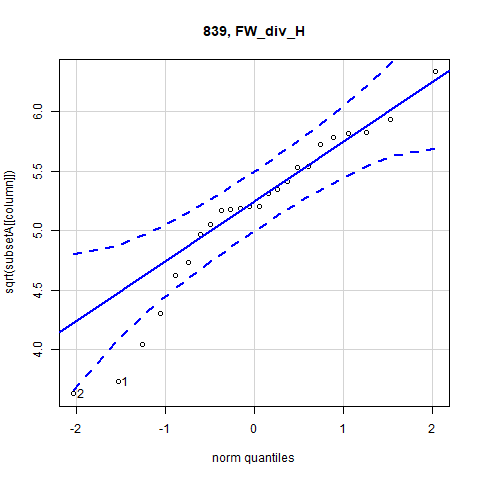 839, FW_div_H
sqrt(subsetA[[column]])
6.0
5.5
5.0
4.5
4.0
1
2
-2 -1 0 1 2
norm quantiles